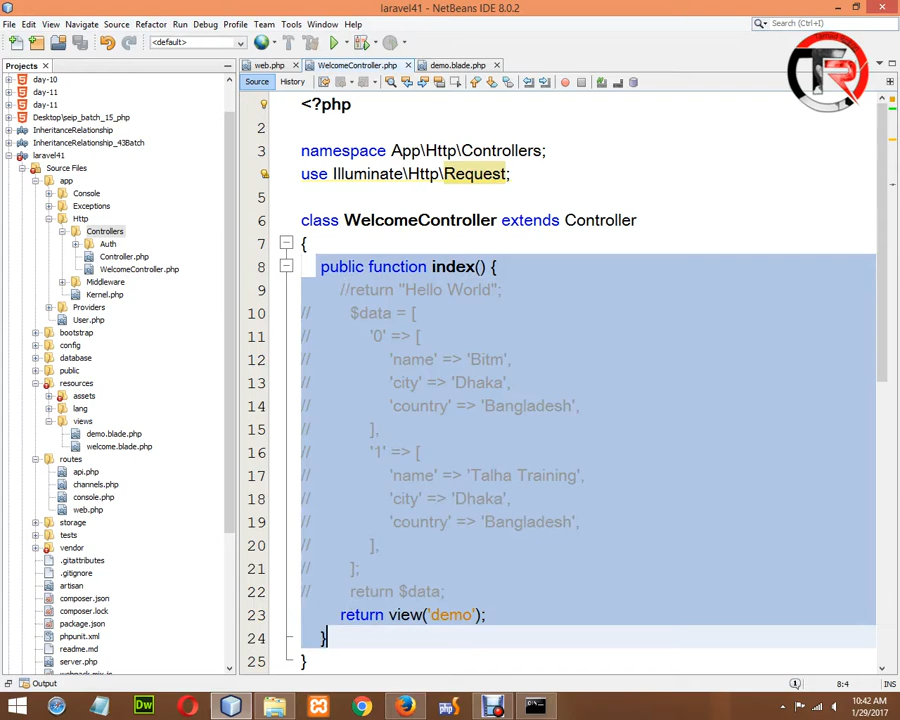 laravel41 - NetBeans IDE 8.0.2
File Edit View Navigate Source Refactor Run Debug Profile Team Tools Window Help
Search (Ctrl+I)
<default>
Projects
web.php
WelcomeController.php
demo.blade.php
Source History
day-10
day-11
day-11
Desktop\seip_batch_15_php
InheritanceRelationship
InheritanceRelationship_43Batch
laravel41
Source Files
app
Console
Exceptions
Http
Controllers
Auth
Controller.php
WelcomeController.php
Middleware
Kernel.php
Providers
User.php
bootstrap
config
database
public
resources
assets
lang
views
demo.blade.php
welcome.blade.php
routes
api.php
channels.php
console.php
web.php
storage
tests
vendor
.gitattributes
.gitignore
artisan
composer.json
composer.lock
package.json
phpunit.xml
readme.md
server.php
<?php
2
3 namespace App\Http\Controllers;
use Illuminate\Http\Request;
5
6 class WelcomeController extends Controller
7 {
8 public function index() {
9 //return "Hello World";
10 // $data = [
11 // '0' => [
12 // 'name' => 'Bitm',
13 // 'city' => 'Dhaka',
14 // 'country' => 'Bangladesh',
15 // ],
16 // '1' => [
17 // 'name' => 'Talha Training',
18 // 'city' => 'Dhaka',
19 // 'country' => 'Bangladesh',
20 // ],
21 // ];
22 // return $data;
23 return view('demo');
24 }
25 }
TR
Output
8:4 INS
Dw
php
10:42 AM
1/29/2017